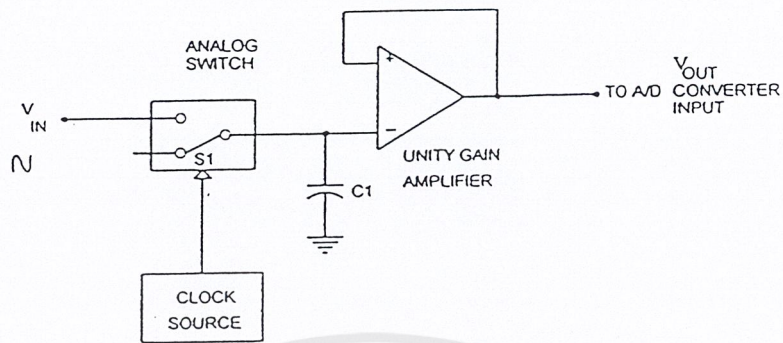 ANALOG
SWITCH
+
V
OUT
TO A/D CONVERTER
INPUT
V
IN
S1
−
UNITY GAIN
AMPLIFIER
C1
CLOCK
SOURCE